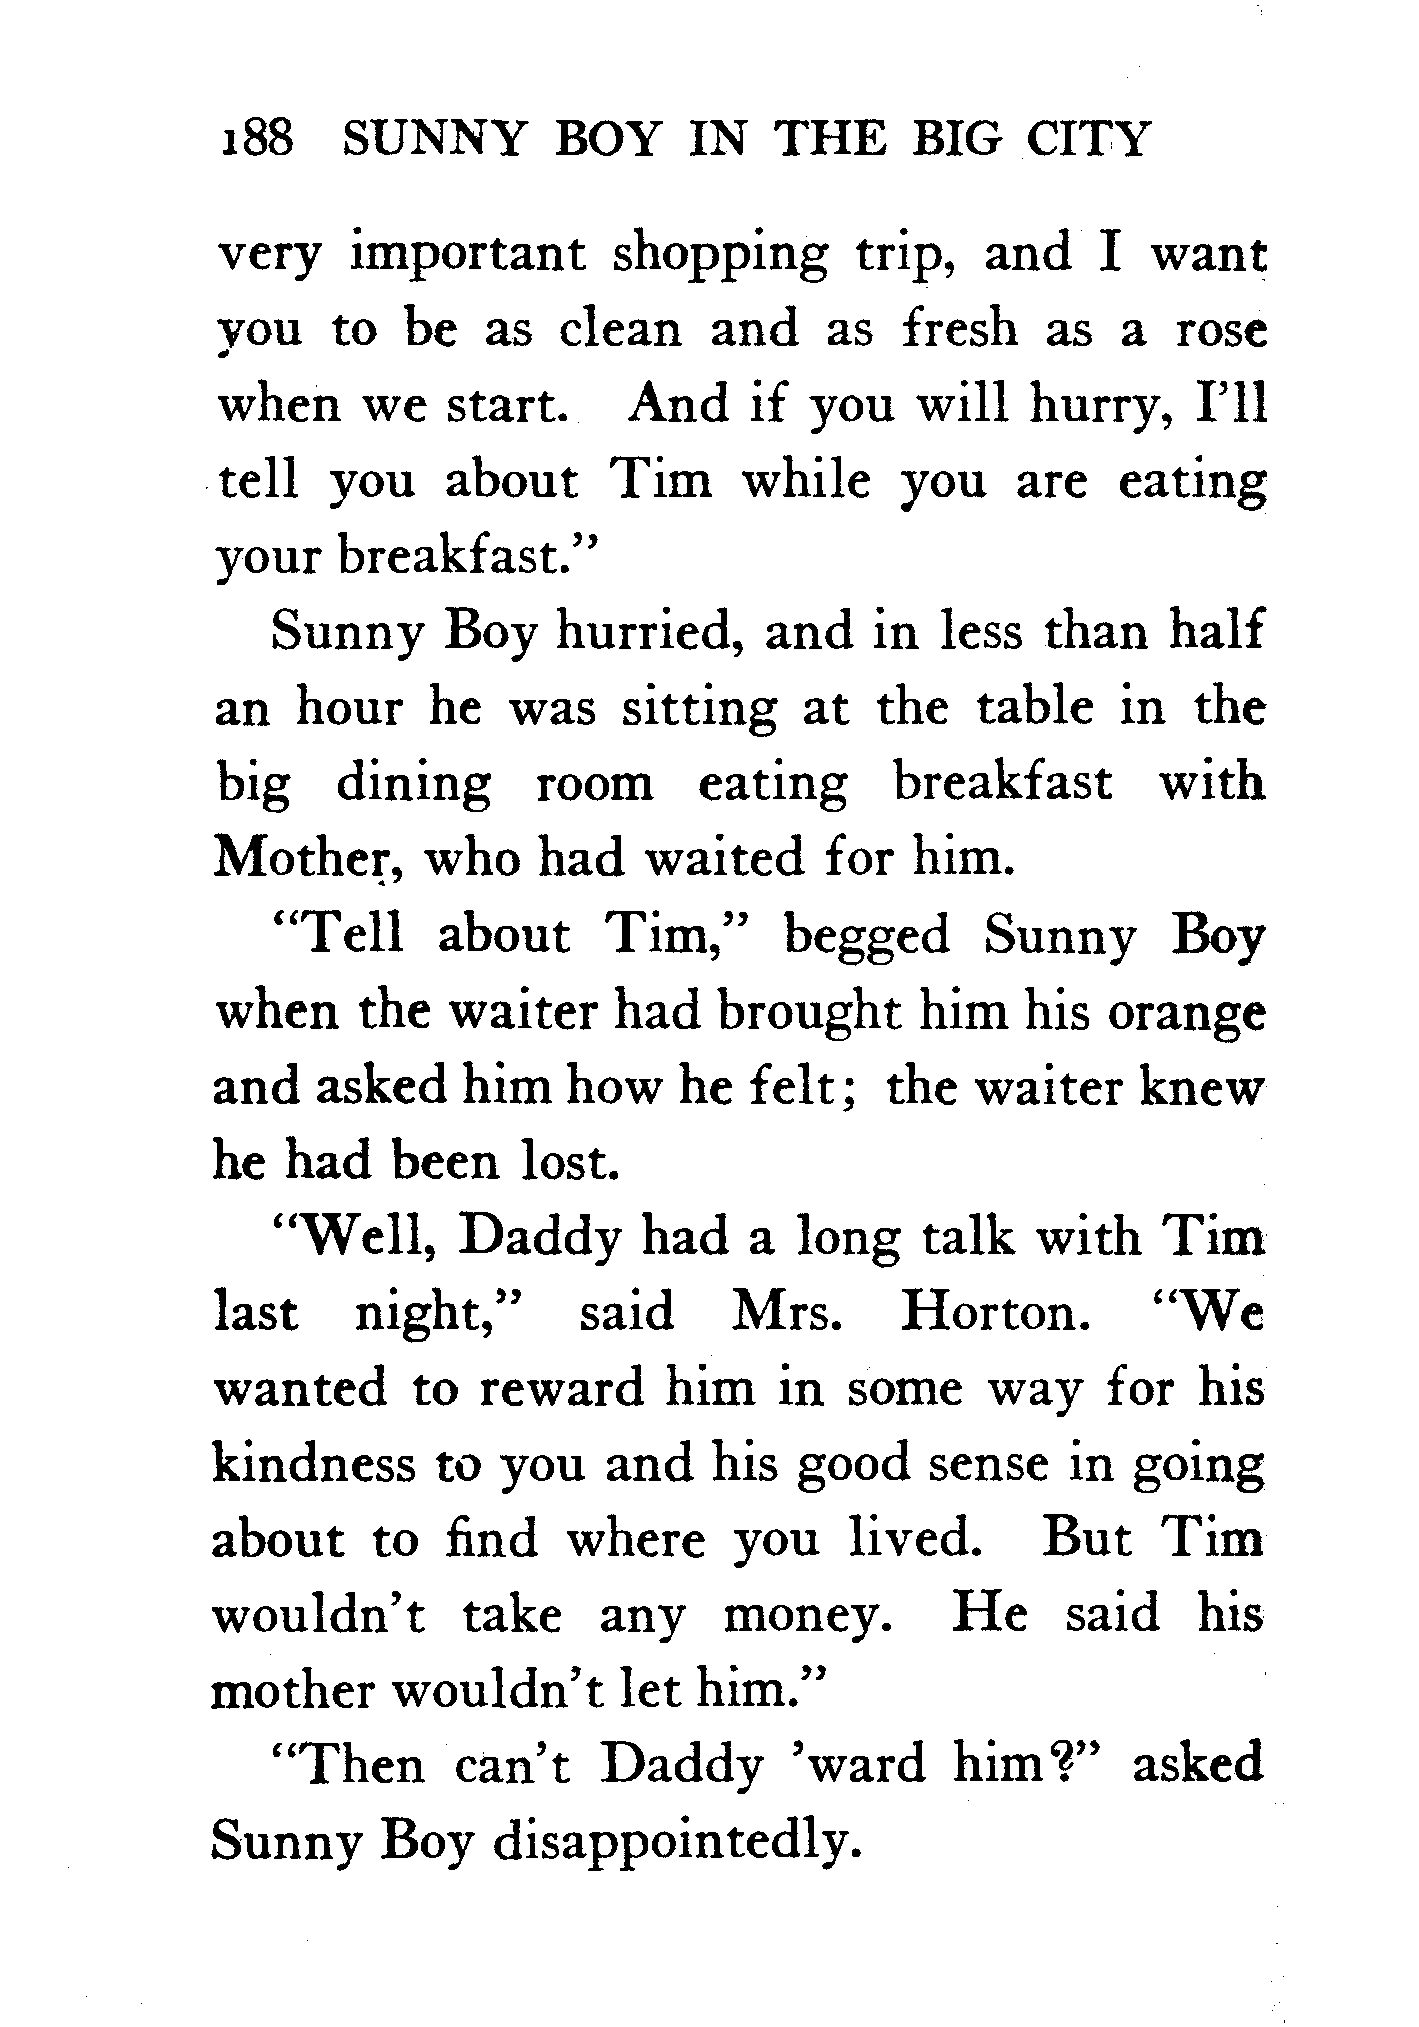 188 SUNNY BOY IN THE BIG CITY
very important shopping trip, and I want
you to be as clean and as fresh as a rose
when we start. And if you will hurry, I’ll
tell you about Tim while you are eating
your breakfast.”
Sunny Boy hurried, and in less than half
an hour he was sitting at the table in the
big dining room eating breakfast with
Mother, who had waited for him.
“Tell about Tim,” begged Sunny Boy
when the waiter had brought him his orange
and asked him how he felt; the waiter knew
he had been lost.
“Well, Daddy had a long talk with Tim
last night,” said Mrs. Horton. “We
wanted to reward him in some way for his
kindness to you and his good sense in going
about to find where you lived. But Tim
wouldn’t take any money. He said his
mother wouldn’t let him.”
“Then can’t Daddy ’ward him?” asked
Sunny Boy disappointedly.